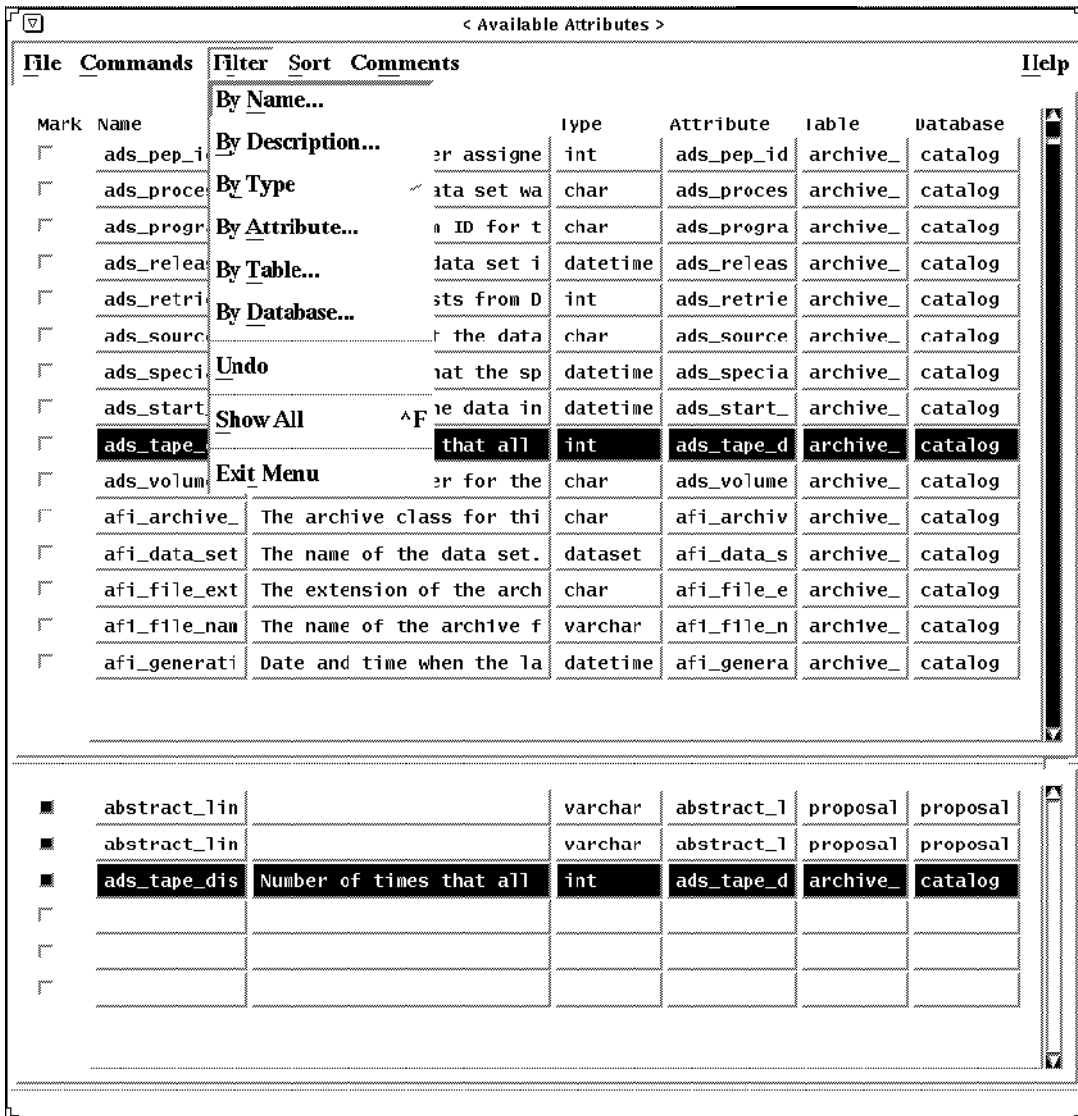 < Available Attributes >
File Commands Filter Sort Comments Help
By Name...
By Description...
By Type
By Attribute...
By Table...
By Database...
Undo
Show All ^F
Exit Menu
Mark Name Type Attribute Table Database
ads_pep_i er assigne int ads_pep_id archive_ catalog
ads_proces ata set wa char ads_proces archive_ catalog
ads_progr ID for t char ads_progra archive_ catalog
ads_releas data set i datetime ads_releas archive_ catalog
ads_retri sts from D int ads_retrie archive_ catalog
ads_sourc t the data char ads_source archive_ catalog
ads_speci hat the sp datetime ads_specia archive_ catalog
ads_start_ he data in datetime ads_start_ archive_ catalog
ads_tape_ that all int ads_tape_d archive_ catalog
ads_volum er for the char ads_volume archive_ catalog
afi_archive_ The archive class for thi char afi_archiv archive_ catalog
afi_data_set The name of the data set. dataset afi_data_s archive_ catalog
afi_file_ext The extension of the arch char afi_file_e archive_ catalog
afi_file_nam The name of the archive f varchar afi_file_n archive_ catalog
afi_generati Date and time when the la datetime afi_genera archive_ catalog
abstract_lin varchar abstract_l proposal proposal
abstract_lin varchar abstract_l proposal proposal
ads_tape_dis Number of times that all int ads_tape_d archive_ catalog